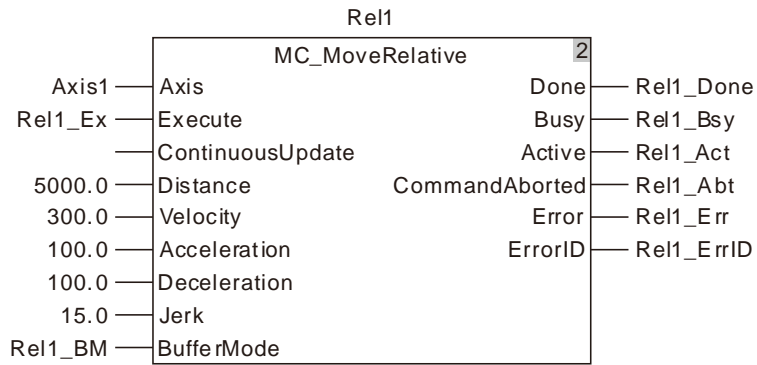 Rel1
MC_MoveRelative 2
Axis1 Axis Done Rel1_Done
Rel1_Ex Execute Busy Rel1_Bsy
ContinuousUpdate Active Rel1_Act
5000.0 Distance CommandAborted Rel1_Abt
300.0 Velocity Error Rel1_Err
100.0 Acceleration ErrorID Rel1_ErrID
100.0 Deceleration
15.0 Jerk
Rel1_BM BufferMode